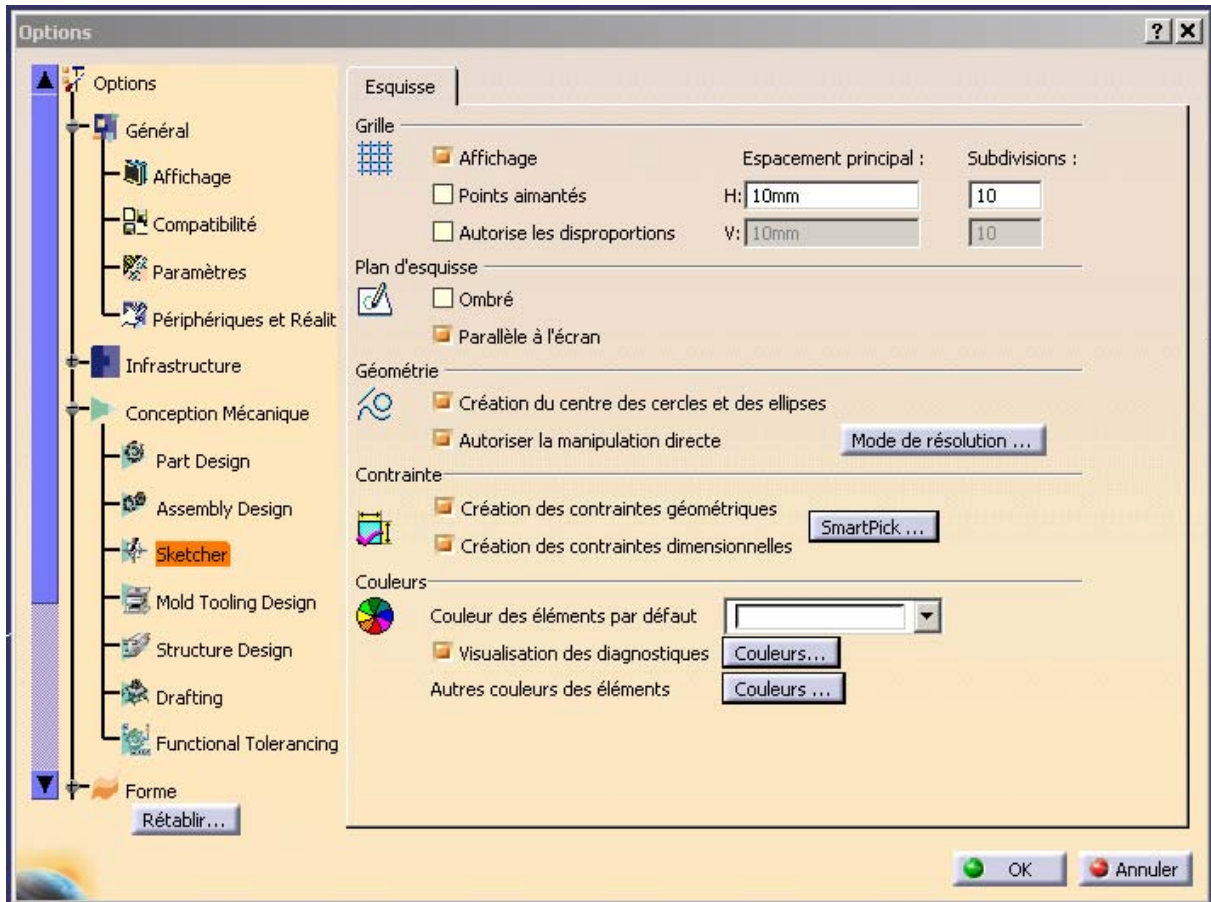 Options
Options
Général
Affichage
Compatibilité
Paramètres
Périphériques et Réalit
Infrastructure
Conception Mécanique
Part Design
Assembly Design
Sketcher
Mold Tooling Design
Structure Design
Drafting
Functional Tolerancing
Forme
Rétablir...
Esquisse
Grille
Affichage Espacement principal : Subdivisions :
Points aimantés H: 10mm 10
Autorise les disproportions V: 10mm 10
Plan d'esquisse
Ombré
Parallèle à l'écran
Géométrie
Création du centre des cercles et des ellipses
Autoriser la manipulation directe Mode de résolution ...
Contrainte
Création des contraintes géométriques
SmartPick ...
Création des contraintes dimensionnelles
Couleurs
Couleur des éléments par défaut
Visualisation des diagnostiques Couleurs...
Autres couleurs des éléments Couleurs ...
OK Annuler